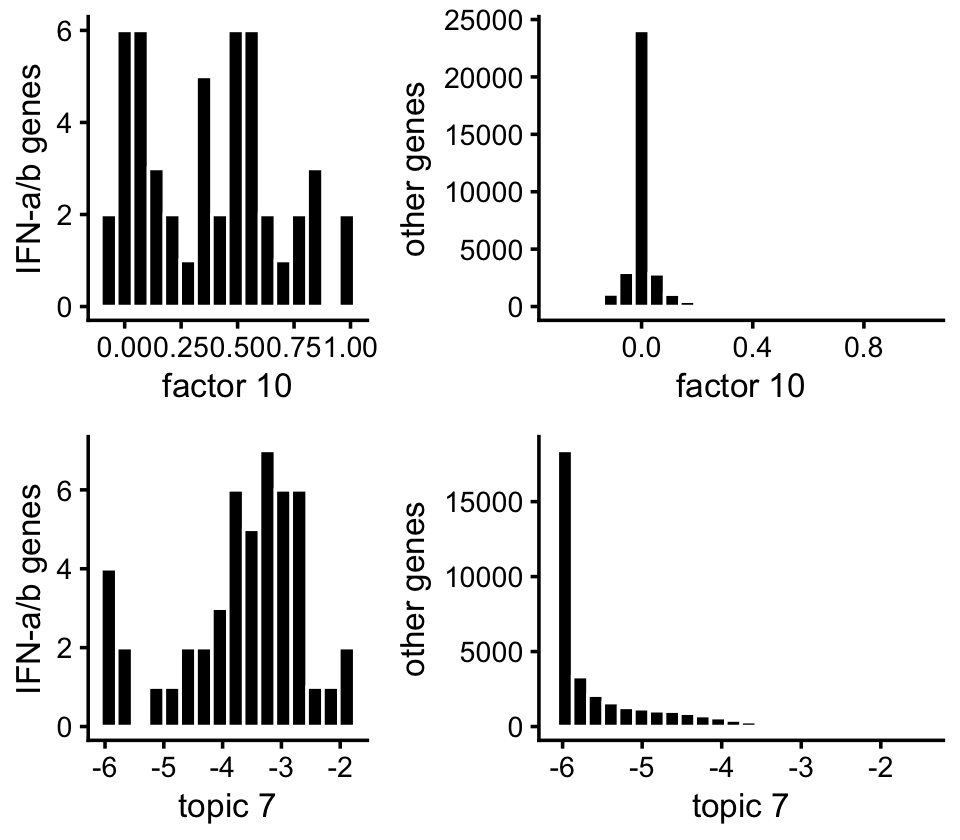 IFN-a/b genes
6
4
2
0
0.000.250.500.751.00
factor 10
other genes
25000
20000
15000
10000
5000
0
0.0 0.4 0.8
factor 10
IFN-a/b genes
6
4
2
0
-6 -5 -4 -3 -2
topic 7
other genes
15000
10000
5000
0
-6 -5 -4 -3 -2
topic 7